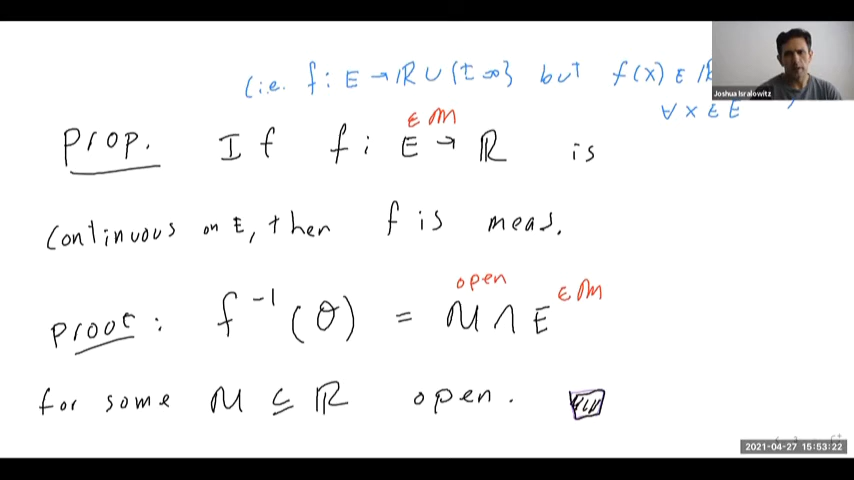 (i.e. f: E → ℝ ∪ {±∞} but f(x) ∈ ℝ
∀ x ∈ E
Joshua Isralowitz
∈ M
Prop. If f: E → ℝ is
continuous on E, then f is meas.
open ∈ M
Proof: f⁻¹(O) = U ∩ E
for some U ⊆ ℝ open.
2021-04-27 15:53:22